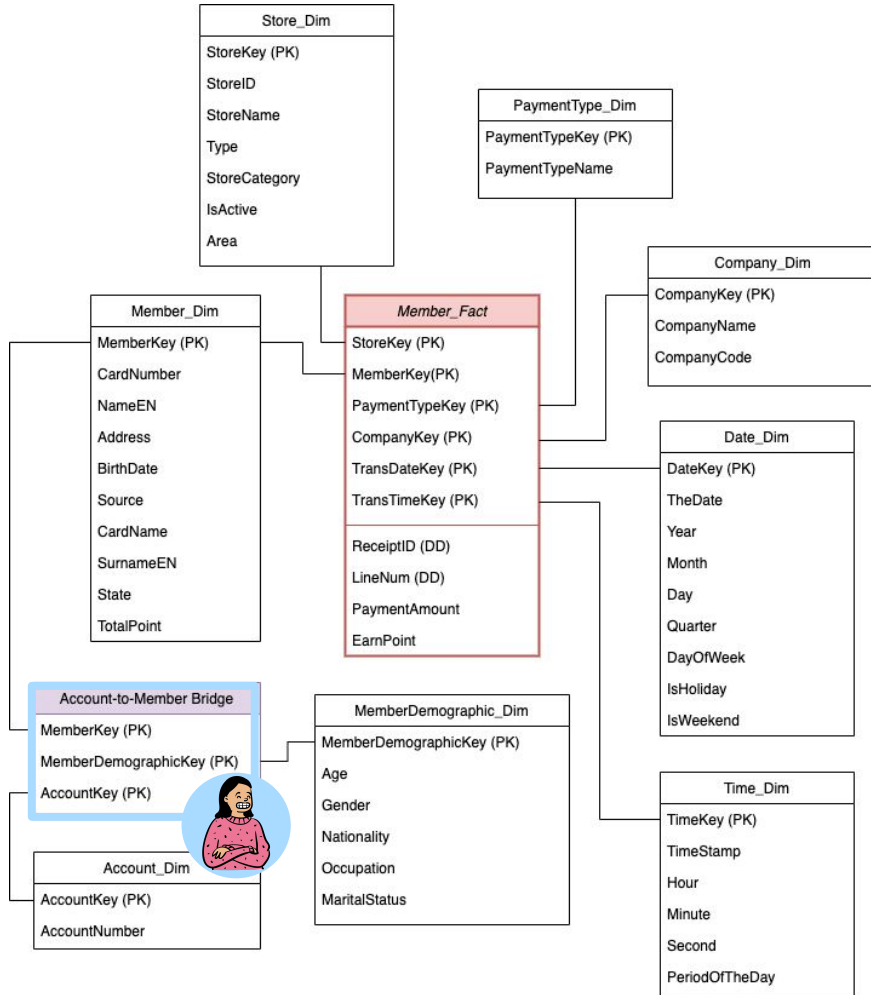 Store_Dim
StoreKey (PK)
StoreID
StoreName
Type
StoreCategory
IsActive
Area
PaymentType_Dim
PaymentTypeKey (PK)
PaymentTypeName
Company_Dim
CompanyKey (PK)
CompanyName
CompanyCode
Member_Dim
MemberKey (PK)
CardNumber
NameEN
Address
BirthDate
Source
CardName
SurnameEN
State
TotalPoint
Member_Fact
StoreKey (PK)
MemberKey(PK)
PaymentTypeKey (PK)
CompanyKey (PK)
TransDateKey (PK)
TransTimeKey (PK)
ReceiptID (DD)
LineNum (DD)
PaymentAmount
EarnPoint
Date_Dim
DateKey (PK)
TheDate
Year
Month
Day
Quarter
DayOfWeek
IsHoliday
IsWeekend
Account-to-Member Bridge
MemberKey (PK)
MemberDemographicKey (PK)
AccountKey (PK)
MemberDemographic_Dim
MemberDemographicKey (PK)
Age
Gender
Nationality
Occupation
MaritalStatus
Time_Dim
TimeKey (PK)
TimeStamp
Hour
Minute
Second
PeriodOfTheDay
Account_Dim
AccountKey (PK)
AccountNumber